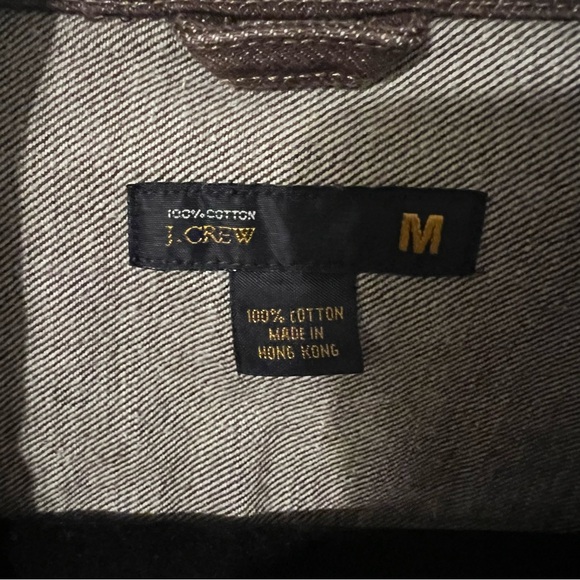 100% COTTON
J. CREW
M
100% COTTON
MADE IN
HONG KONG